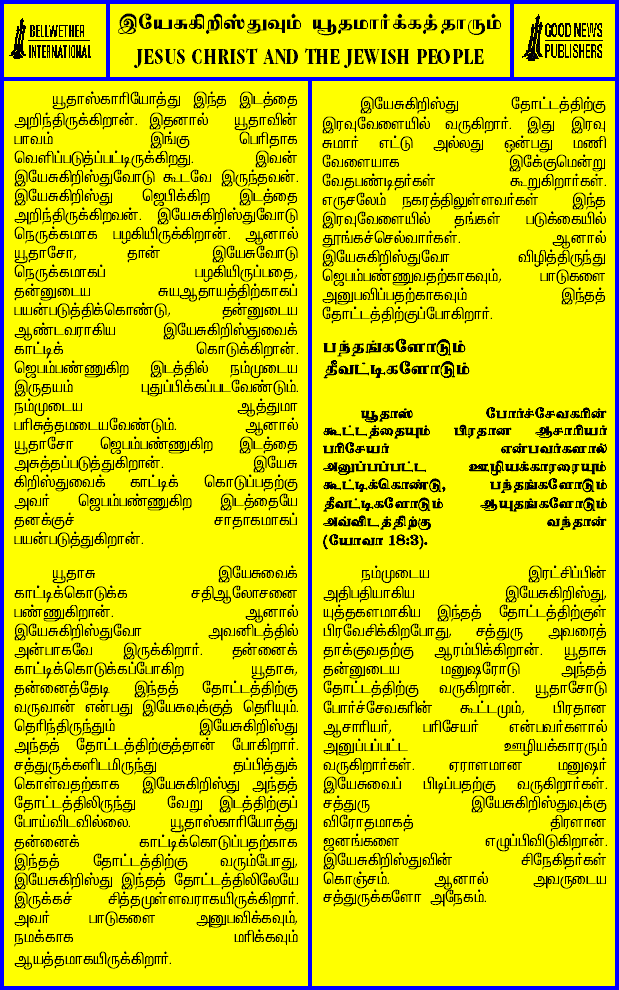 BELLWETHER
INTERNATIONAL
இயேசுகிறிஸ்துவும் யூதமார்க்கத்தாரும்
JESUS CHRIST AND THE JEWISH PEOPLE
GOOD NEWS
PUBLISHERS
யூதாஸ்காரியோத்து இந்த இடத்தை
அறிந்திருக்கிறான். இதனால் யூதாவின்
பாவம் இங்கு பெரிதாக
வெளிப்படுத்தப்பட்டிருக்கிறது. இவன்
இயேசுகிறிஸ்துவோடு கூடவே இருந்தவன்.
இயேசுகிறிஸ்து ஜெபிக்கிற இடத்தை
அறிந்திருக்கிறவன். இயேசுகிறிஸ்துவோடு
நெருக்கமாக பழகியிருக்கிறான். ஆனால்
யூதாசோ, தான் இயேசுவோடு
நெருக்கமாகப் பழகியிருப்பதை,
தன்னுடைய சுயஆதாயத்திற்காகப்
பயன்படுத்திக்கொண்டு, தன்னுடைய
ஆண்டவராகிய இயேசுகிறிஸ்துவைக்
காட்டிக் கொடுக்கிறான்.
ஜெபம்பண்ணுகிற இடத்தில் நம்முடைய
இருதயம் புதுப்பிக்கப்படவேண்டும்.
நம்முடைய ஆத்துமா
பரிசுத்தமடையவேண்டும். ஆனால்
யூதாசோ ஜெபம்பண்ணுகிற இடத்தை
அசுத்தப்படுத்துகிறான். இயேசு
கிறிஸ்துவைக் காட்டிக் கொடுப்பதற்கு
அவர் ஜெபம்பண்ணுகிற இடத்தையே
தனக்குச் சாதாகமாகப்
பயன்படுத்துகிறான்.
யூதாசு இயேசுவைக்
காட்டிக்கொடுக்க சதிஆலோசனை
பண்ணுகிறான். ஆனால்
இயேசுகிறிஸ்துவோ அவனிடத்தில்
அன்பாகவே இருக்கிறார். தன்னைக்
காட்டிக்கொடுக்கப்போகிற யூதாசு,
தன்னைத்தேடி இந்தத் தோட்டத்திற்கு
வருவான் என்பது இயேசுவுக்குத் தெரியும்.
தெரிந்திருந்தும் இயேசுகிறிஸ்து
அந்தத் தோட்டத்திற்குத்தான் போகிறார்.
சத்துருக்களிடமிருந்து தப்பித்துக்
கொள்வதற்காக இயேசுகிறிஸ்து அந்தத்
தோட்டத்திலிருந்து வேறு இடத்திற்குப்
போய்விடவில்லை. யூதாஸ்காரியோத்து
தன்னைக் காட்டிக்கொடுப்பதற்காக
இந்தத் தோட்டத்திற்கு வரும்போது,
இயேசுகிறிஸ்து இந்தத் தோட்டத்திலிலேயே
இருக்கச் சித்தமுள்ளவராகயிருக்கிறார்.
அவர் பாடுகளை அனுபவிக்கவும்,
நமக்காக மரிக்கவும்
ஆயத்தமாகயிருக்கிறார்.
இயேசுகிறிஸ்து தோட்டத்திற்கு
இரவுவேளையில் வருகிறார். இது இரவு
சுமார் எட்டு அல்லது ஒன்பது மணி
வேளையாக இக்குமென்று
வேதபண்டிதர்கள் கூறுகிறார்கள்.
எருசலேம் நகரத்திலுள்ளவர்கள் இந்த
இரவுவேளையில் தங்கள் படுக்கையில்
தூங்கச்செல்வார்கள். ஆனால்
இயேசுகிறிஸ்துவோ விழித்திருந்து
ஜெபம்பண்ணுவதற்காகவும், பாடுகளை
அனுபவிப்பதற்காகவும் இந்தத்
தோட்டத்திற்குப்போகிறார்.
பந்தங்களோடும்
தீவட்டிகளோடும்
யூதாஸ் போர்ச்சேவகரின்
கூட்டத்தையும் பிரதான ஆசாரியர்
பரிசேயர் என்பவர்களால்
அனுப்பப்பட்ட ஊழியக்காரரையும்
கூட்டிக்கொண்டு, பந்தங்களோடும்
தீவட்டிகளோடும் ஆயுதங்களோடும்
அவ்விடத்திற்கு வந்தான்
(யோவா 18:3).
நம்முடைய இரட்சிப்பின்
அதிபதியாகிய இயேசுகிறிஸ்து,
யுத்தகளமாகிய இந்தத் தோட்டத்திற்குள்
பிரவேசிக்கிறபோது, சத்துரு அவரைத்
தாக்குவதற்கு ஆரம்பிக்கிறான். யூதாசு
தன்னுடைய மனுஷரோடு அந்தத்
தோட்டத்திற்கு வருகிறான். யூதாசோடு
போர்ச்சேவகரின் கூட்டமும், பிரதான
ஆசாரியர், பரிசேயர் என்பவர்களால்
அனுப்பப்பட்ட ஊழியக்காரரும்
வருகிறார்கள். ஏராளமான மனுஷர்
இயேசுவைப் பிடிப்பதற்கு வருகிறார்கள்.
சத்துரு இயேசுகிறிஸ்துவுக்கு
விரோதமாகத் திரளான
ஜனங்களை எழுப்பிவிடுகிறான்.
இயேசுகிறிஸ்துவின் சிநேகிதர்கள்
கொஞ்சம். ஆனால் அவருடைய
சத்துருக்களோ அநேகம்.